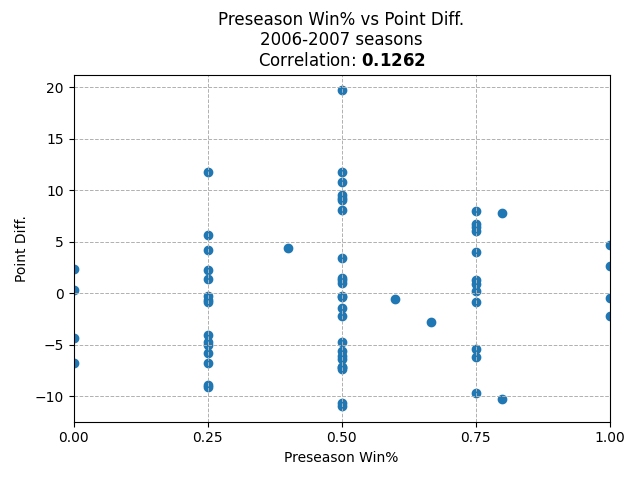 Preseason Win% vs Point Diff.
2006-2007 seasons
Correlation: 0.1262
20
15
10
5
0
−5
−10
Point Diff.
0.00 0.25 0.50 0.75 1.00
Preseason Win%